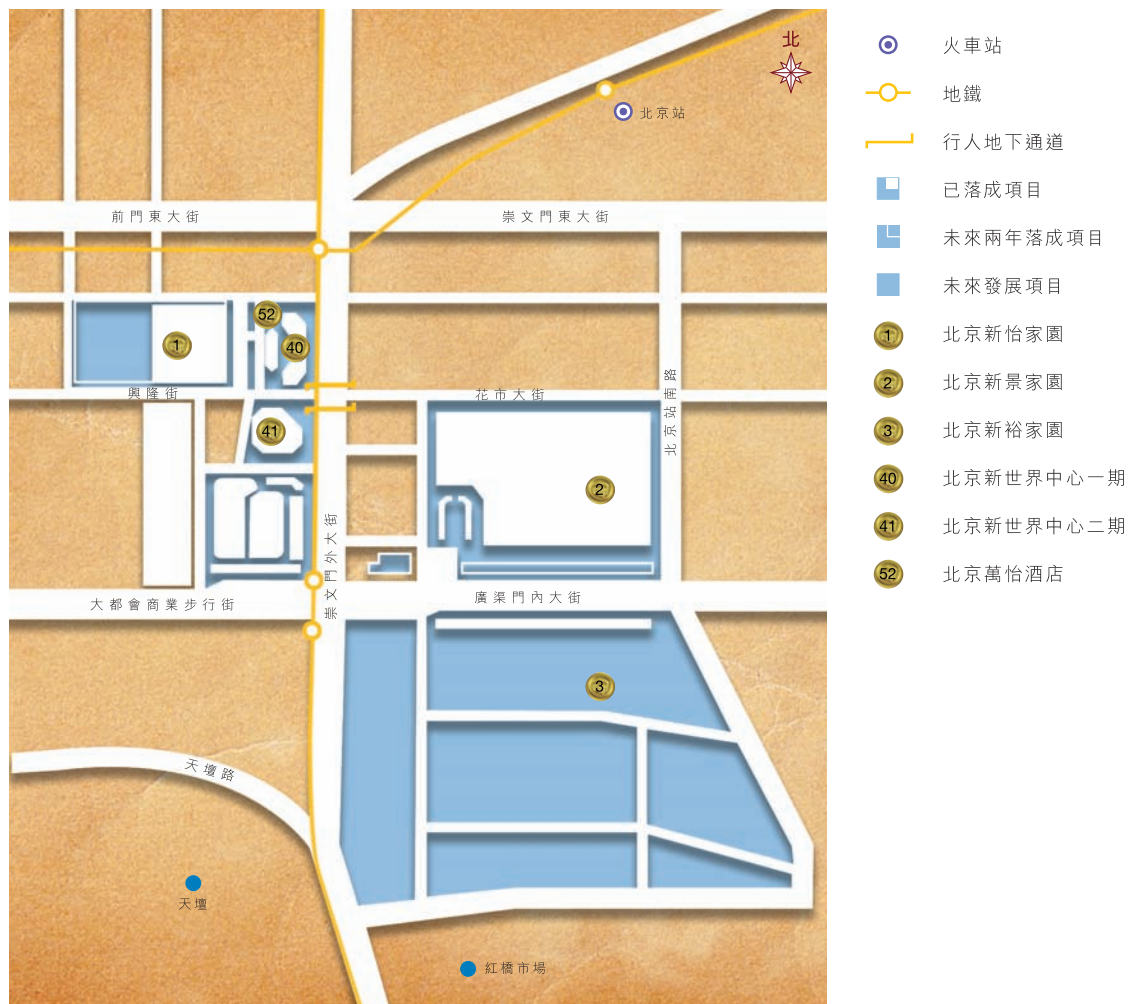 北
北京站
前門東大街
崇文門東大街
52
40
1
興隆街
花市大街
北京站南路
41
2
崇文門外大街
大都會商業步行街
廣渠門內大街
3
天壇路
天壇
紅橋市場
火車站
地鐵
行人地下通道
已落成項目
未來兩年落成項目
未來發展項目
1 北京新怡家園
2 北京新景家園
3 北京新裕家園
40 北京新世界中心一期
41 北京新世界中心二期
52 北京萬怡酒店